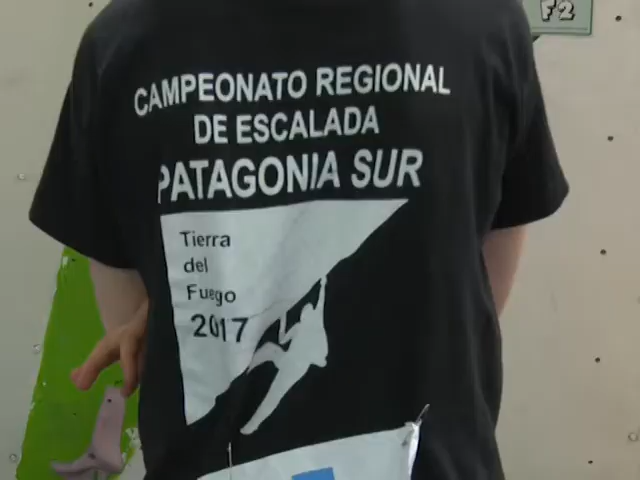 F2
CAMPEONATO REGIONAL
DE ESCALADA
PATAGONIA SUR
Tierra
del
Fuego
2017